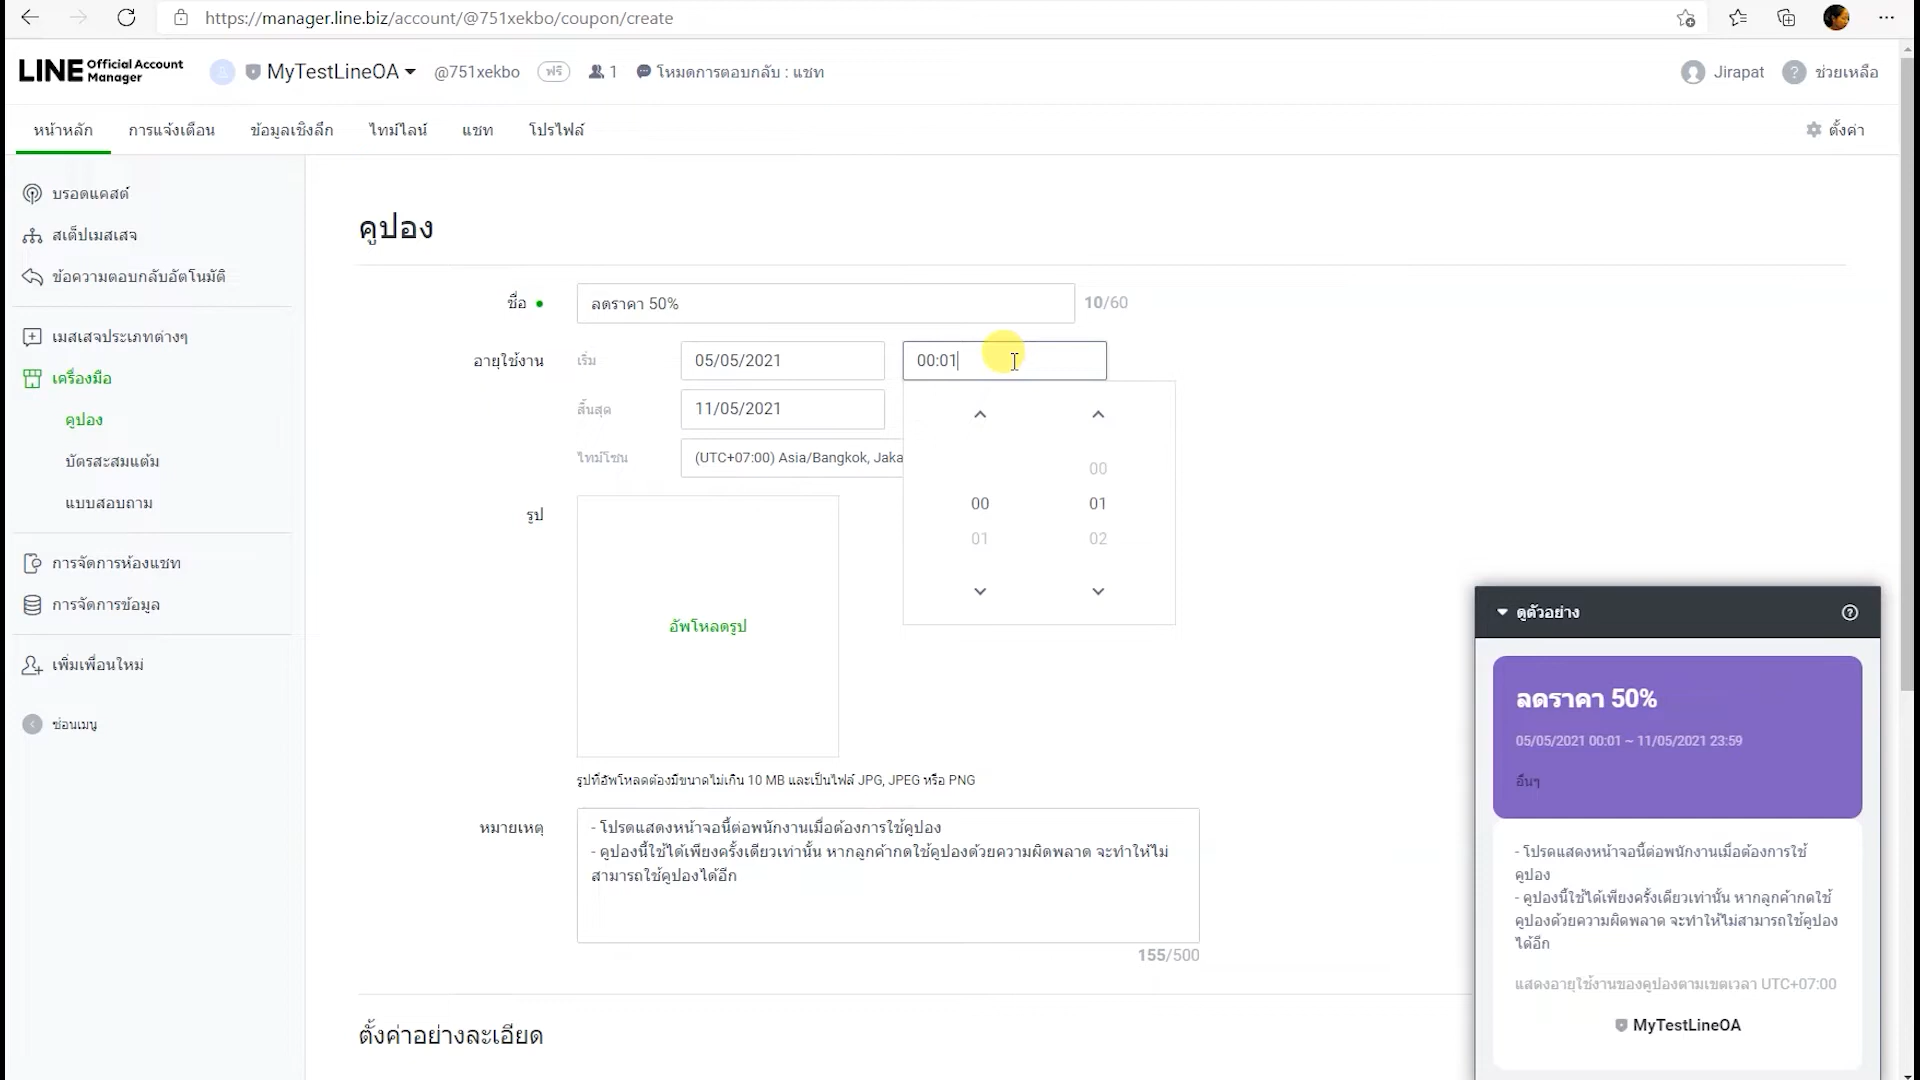 https://manager.line.biz/account/@751xekbo/coupon/create
LINE Official Account Manager
MyTestLineOA
@751xekbo
ฟรี
1
โหมดการตอบกลับ : แชท
Jirapat
ช่วยเหลือ
หน้าหลัก
การแจ้งเตือน
ข้อมูลเชิงลึก
ไทม์ไลน์
แชท
โปรไฟล์
ตั้งค่า
บรอดแคสต์
สเต็ปเมสเสจ
ข้อความตอบกลับอัตโนมัติ
เมสเสจประเภทต่างๆ
เครื่องมือ
คูปอง
บัตรสะสมแต้ม
แบบสอบถาม
การจัดการห้องแชท
การจัดการข้อมูล
เพิ่มเพื่อนใหม่
ซ่อนเมนู
คูปอง
ชื่อ
ลดราคา 50%
10/60
อายุใช้งาน
เริ่ม
05/05/2021
00:01
สิ้นสุด
11/05/2021
ไทม์โซน
(UTC+07:00) Asia/Bangkok, Jaka
00
00 01
01 02
รูป
อัพโหลดรูป
รูปที่อัพโหลดต้องมีขนาดไม่เกิน 10 MB และเป็นไฟล์ JPG, JPEG หรือ PNG
หมายเหตุ
- โปรดแสดงหน้าจอนี้ต่อพนักงานเมื่อต้องการใช้คูปอง
- คูปองนี้ใช้ได้เพียงครั้งเดียวเท่านั้น หากลูกค้ากดใช้คูปองด้วยความผิดพลาด จะทำให้ไม่
สามารถใช้คูปองได้อีก
155/500
ตั้งค่าอย่างละเอียด
ดูตัวอย่าง
ลดราคา 50%
05/05/2021 00:01 ~ 11/05/2021 23:59
อื่นๆ
- โปรดแสดงหน้าจอนี้ต่อพนักงานเมื่อต้องการใช้
คูปอง
- คูปองนี้ใช้ได้เพียงครั้งเดียวเท่านั้น หากลูกค้ากดใช้
คูปองด้วยความผิดพลาด จะทำให้ไม่สามารถใช้คูปอง
ได้อีก
แสดงอายุใช้งานของคูปองตามเขตเวลา UTC+07:00
MyTestLineOA